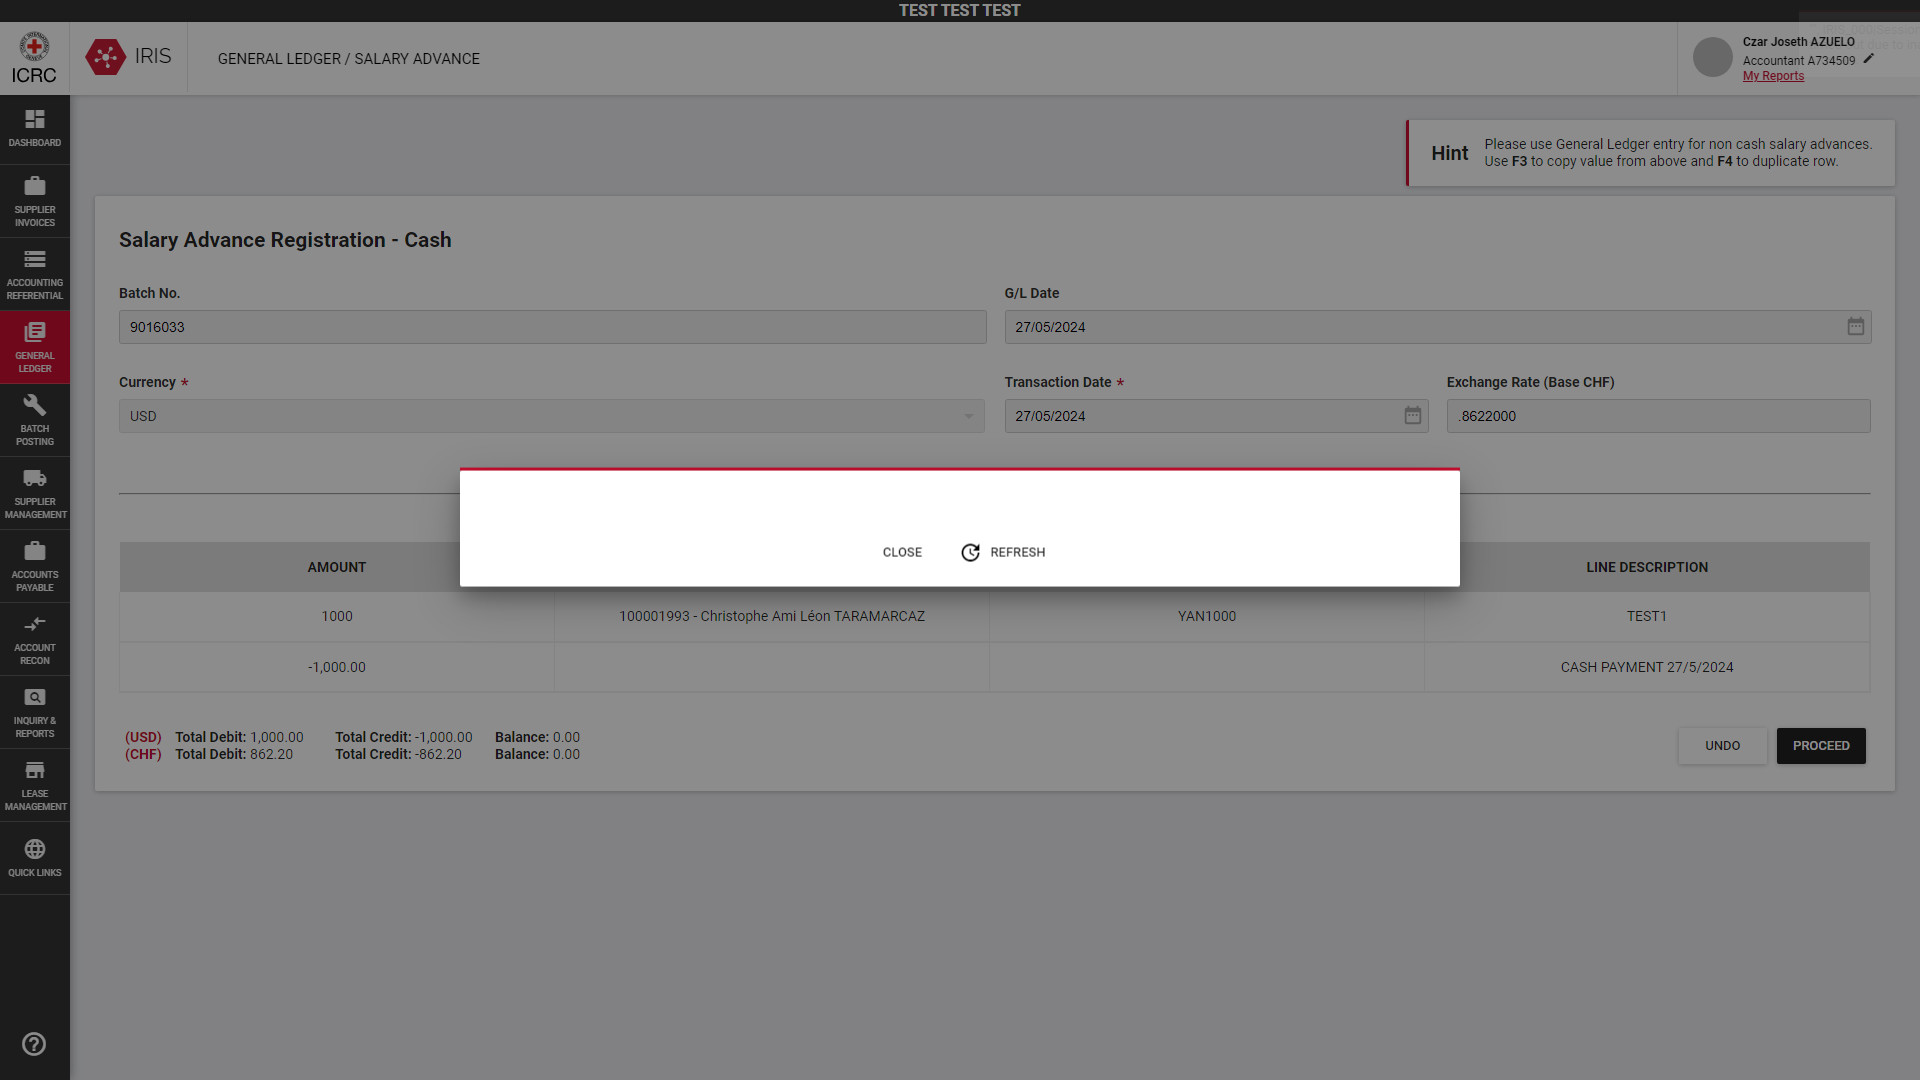 TEST TEST TEST
ICRC
IRIS
GENERAL LEDGER / SALARY ADVANCE
Czar Joseth AZUELO
Accountant A734509
My Reports
DASHBOARD
SUPPLIER
INVOICES
ACCOUNTING
REFERENTIAL
GENERAL
LEDGER
BATCH
POSTING
SUPPLIER
MANAGEMENT
ACCOUNTS
PAYABLE
ACCOUNT
RECON
INQUIRY &
REPORTS
LEASE
MANAGEMENT
QUICK LINKS
Hint
Please use General Ledger entry for non cash salary advances.
Use F3 to copy value from above and F4 to duplicate row.
Salary Advance Registration - Cash
Batch No.
G/L Date
9016033
27/05/2024
Currency *
Transaction Date *
Exchange Rate (Base CHF)
USD
27/05/2024
.8622000
CLOSE
REFRESH
AMOUNT
LINE DESCRIPTION
1000
100001993 - Christophe Ami Léon TARAMARCAZ
YAN1000
TEST1
-1,000.00
CASH PAYMENT 27/5/2024
(USD) Total Debit: 1,000.00 Total Credit: -1,000.00 Balance: 0.00
(CHF) Total Debit: 862.20 Total Credit: -862.20 Balance: 0.00
UNDO
PROCEED